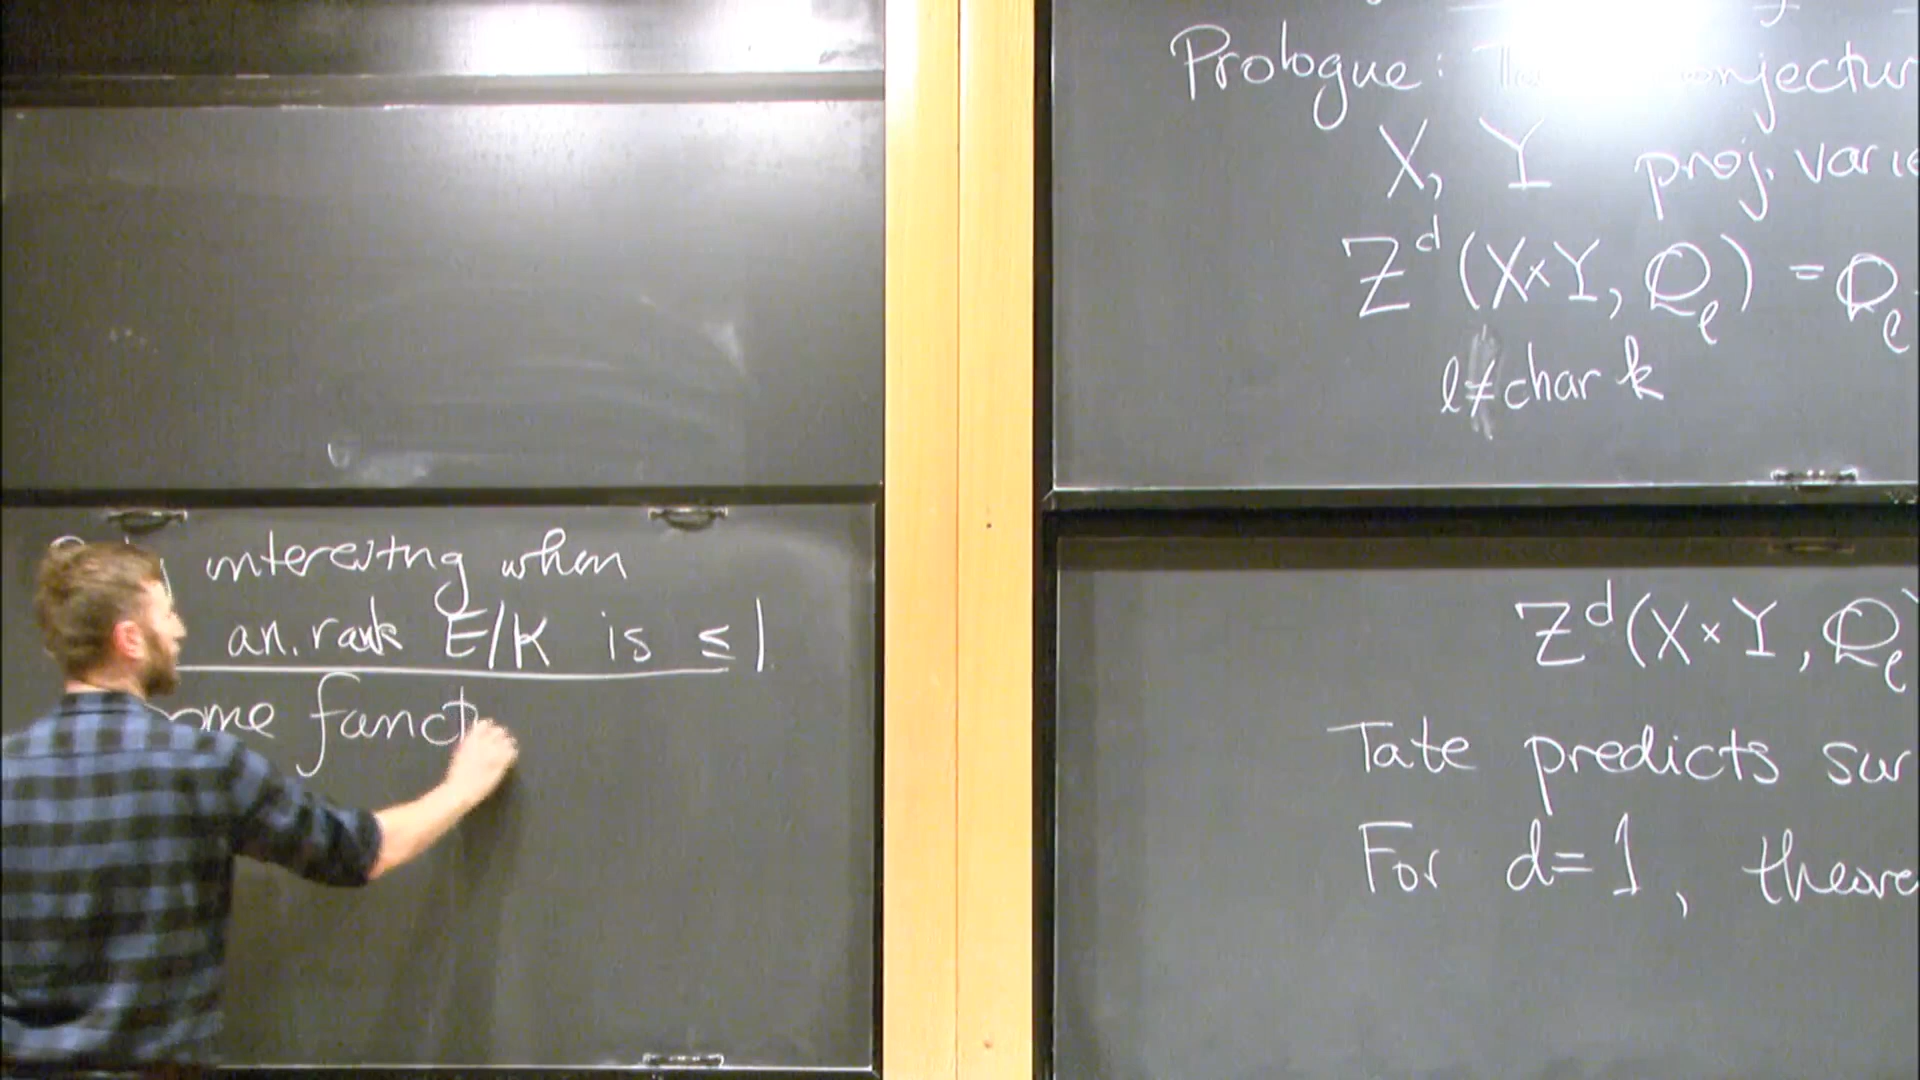 interesting when
an. rank E/K is ≤ 1
funct
Prologue:
X, Y proj. varie
Z^d (X×Y, Q_ℓ) = Q_ℓ
ℓ ≠ char k
Z^d (X×Y, Q_ℓ)
Tate predicts sur
For d=1, theore